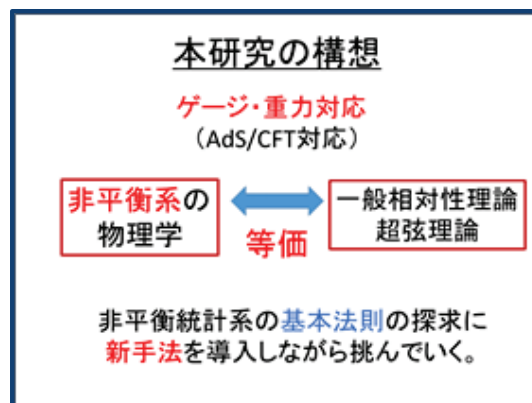 本研究の構想
ゲージ・重力対応
（AdS/CFT対応）
非平衡系の
物理学
等価
一般相対性理論
超弦理論
非平衡統計系の基本法則の探求に
新手法を導入しながら挑んでいく。